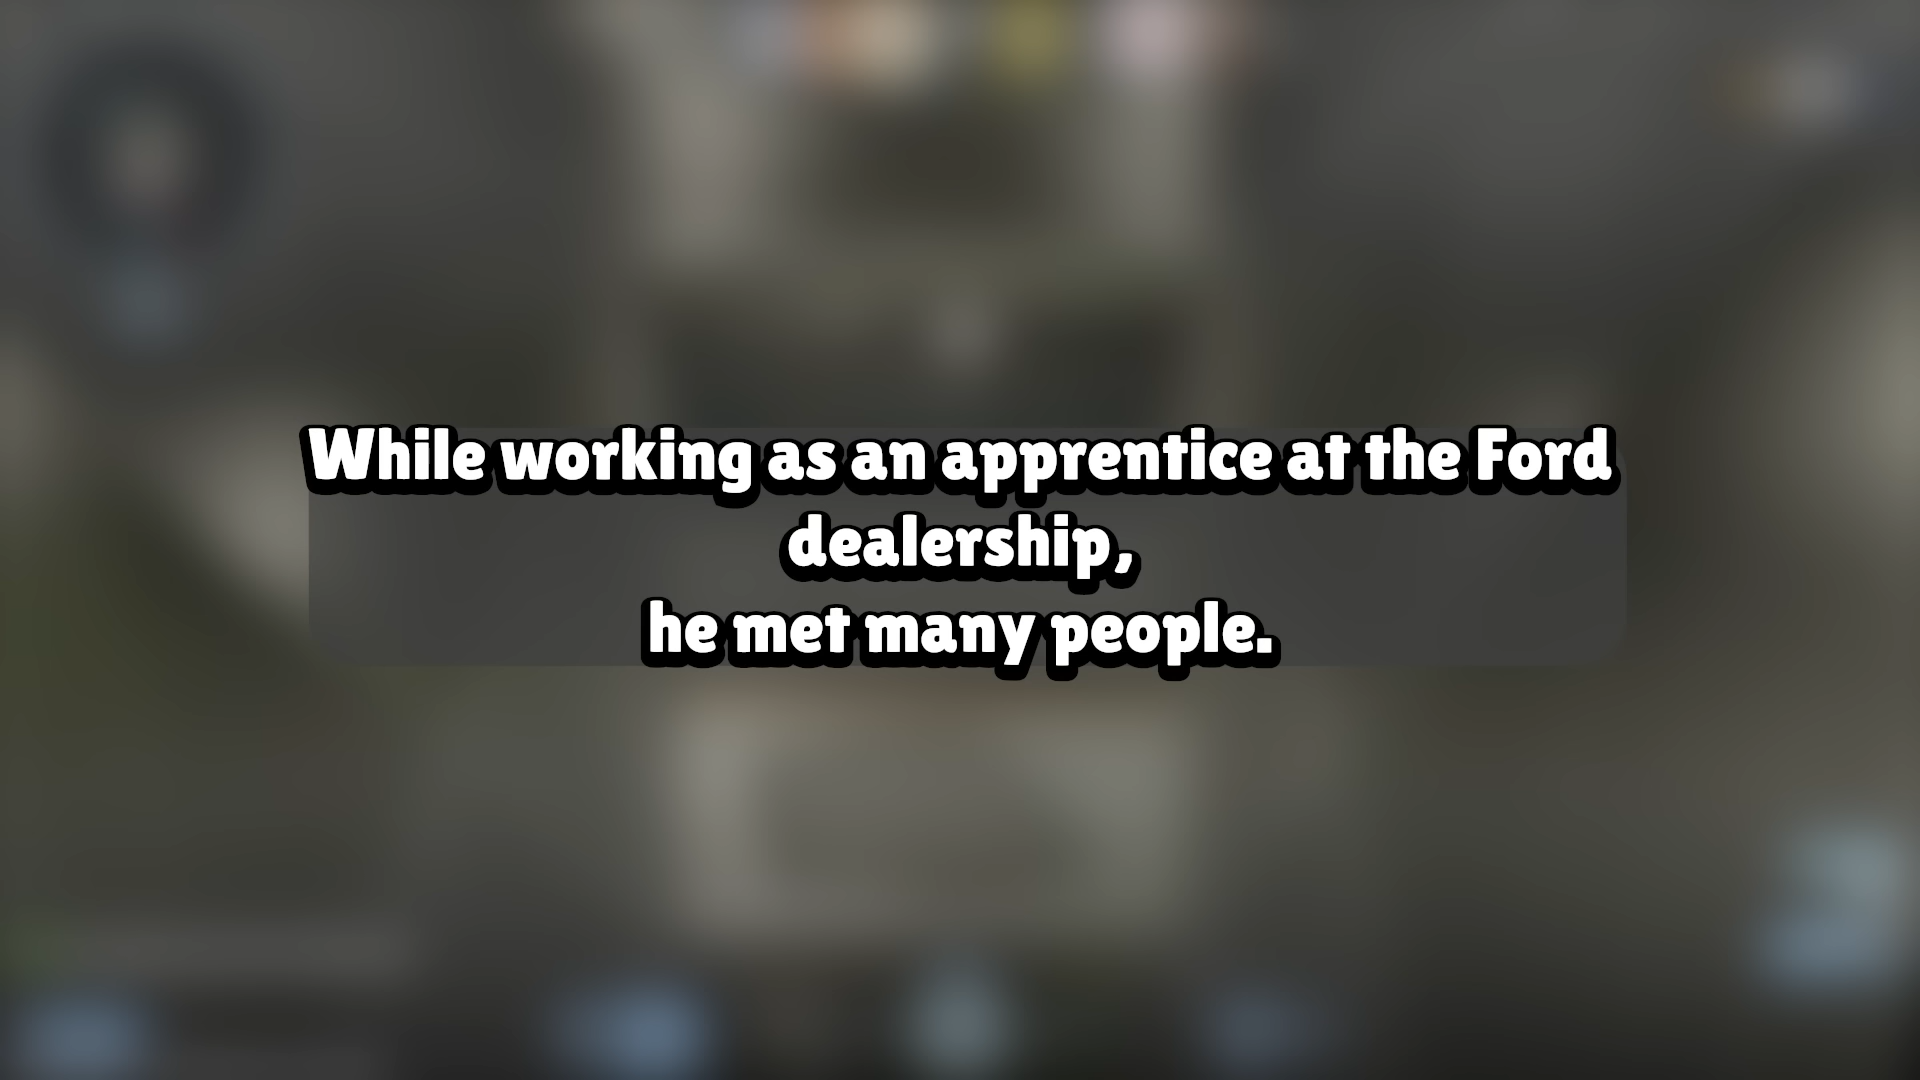 While working as an apprentice at the Ford
dealership,
he met many people.